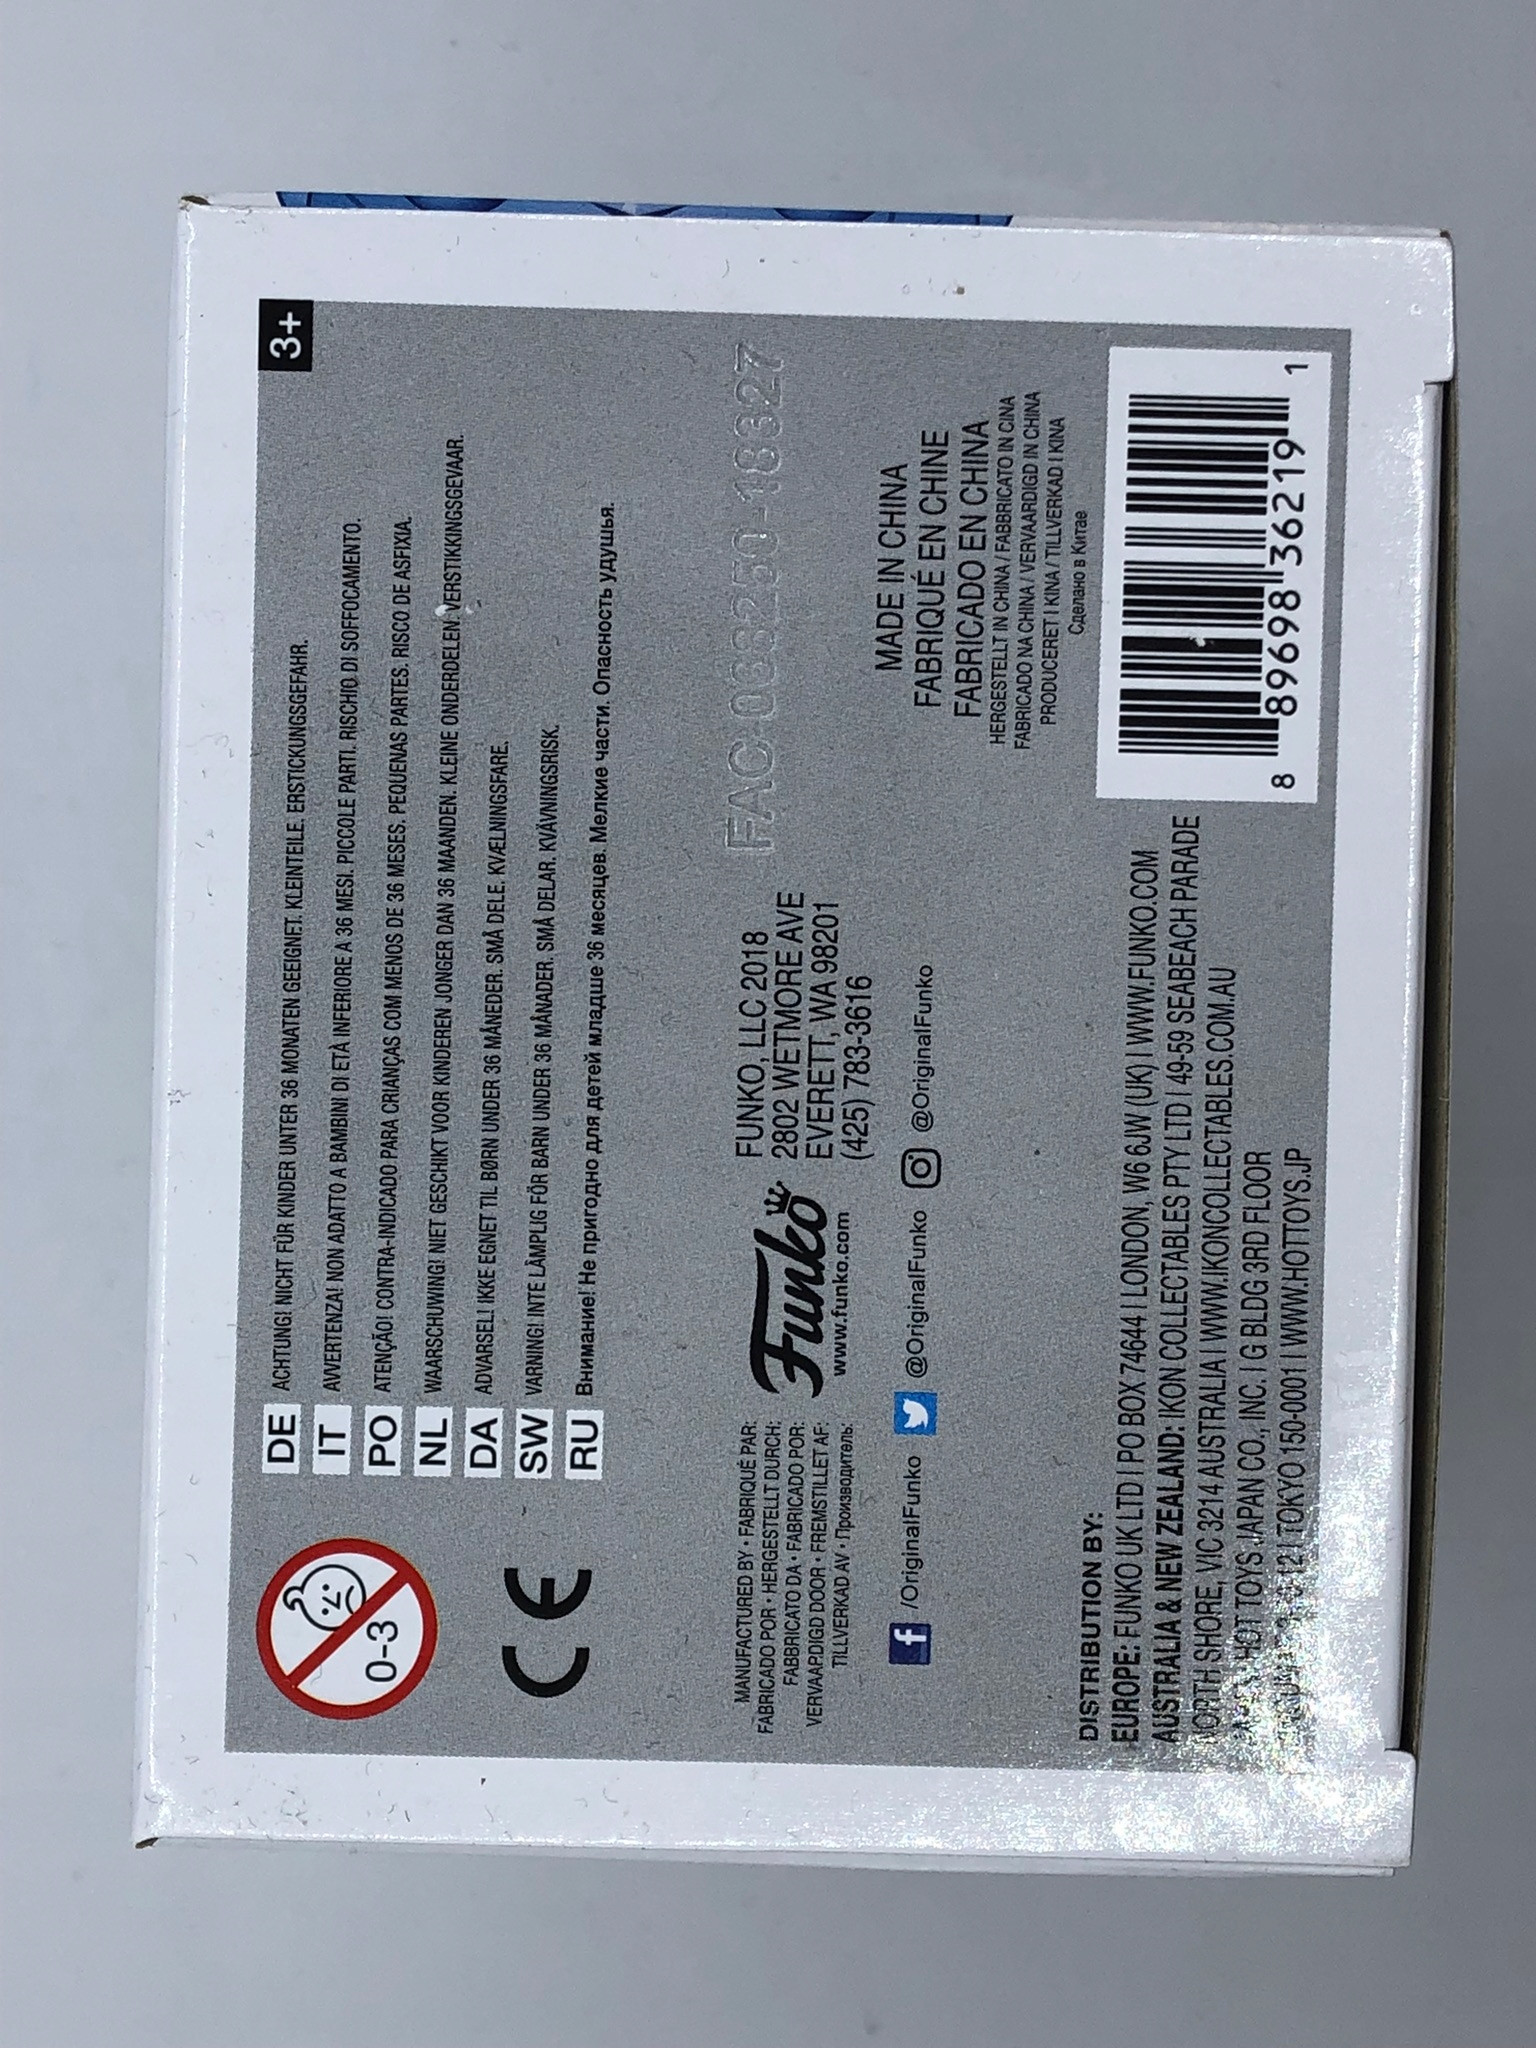 3+
0-3
DE ACHTUNG! NICHT FÜR KINDER UNTER 36 MONATEN GEEIGNET. KLEINTEILE. ERSTICKUNGSGEFAHR.
IT AVVERTENZA! NON ADATTO A BAMBINI DI ETÀ INFERIORE A 36 MESI. PICCOLE PARTI. RISCHIO DI SOFFOCAMENTO.
PO ATENÇÃO! CONTRA-INDICADO PARA CRIANÇAS COM MENOS DE 36 MESES. PEQUENAS PARTES. RISCO DE ASFIXIA.
NL WAARSCHUWING! NIET GESCHIKT VOOR KINDEREN JONGER DAN 36 MAANDEN. KLEINE ONDERDELEN. VERSTIKKINGSGEVAAR.
DA ADVARSEL! IKKE EGNET TIL BØRN UNDER 36 MÅNEDER. SMÅ DELE. KVÆLNINGSFARE.
SW VARNING! INTE LÄMPLIG FÖR BARN UNDER 36 MÅNADER. SMÅ DELAR. KVÄVNINGSRISK.
RU Внимание! Не пригодно для детей младше 36 месяцев. Мелкие части. Опасность удушья.
CE
MANUFACTURED BY • FABRIQUÉ PAR:
FABRICADO POR • HERGESTELLT DURCH:
FABBRICATO DA • FABRICADO POR:
VERVAARDIGD DOOR • FREMSTILLET AF:
TILLVERKAD AV • Производитель:
Funko
www.funko.com
FUNKO, LLC 2018
2802 WETMORE AVE
EVERETT, WA 98201
(425) 783-3616
/OriginalFunko @OriginalFunko @OriginalFunko
MADE IN CHINA
FABRIQUÉ EN CHINE
FABRICADO EN CHINA
HERGESTELLT IN CHINA / FABBRICATO IN CINA
FABRICADO NA CHINA / VERVAARDIGD IN CHINA
PRODUCERET I KINA / TILLVERKAD I KINA
Сделано в Китае
DISTRIBUTION BY:
EUROPE: FUNKO UK LTD I PO BOX 74644 I LONDON, W6 6JW (UK) I WWW.FUNKO.COM
AUSTRALIA & NEW ZEALAND: IKON COLLECTABLES PTY LTD I 49-59 SEABEACH PARADE
NORTH SHORE, VIC 3214 AUSTRALIA I WWW.IKONCOLLECTABLES.COM.AU
HOT TOYS JAPAN CO., INC. I G BLDG 3RD FLOOR
I TOKYO 150-0001 I WWW.HOTTOYS.JP
8 89698 36219 1